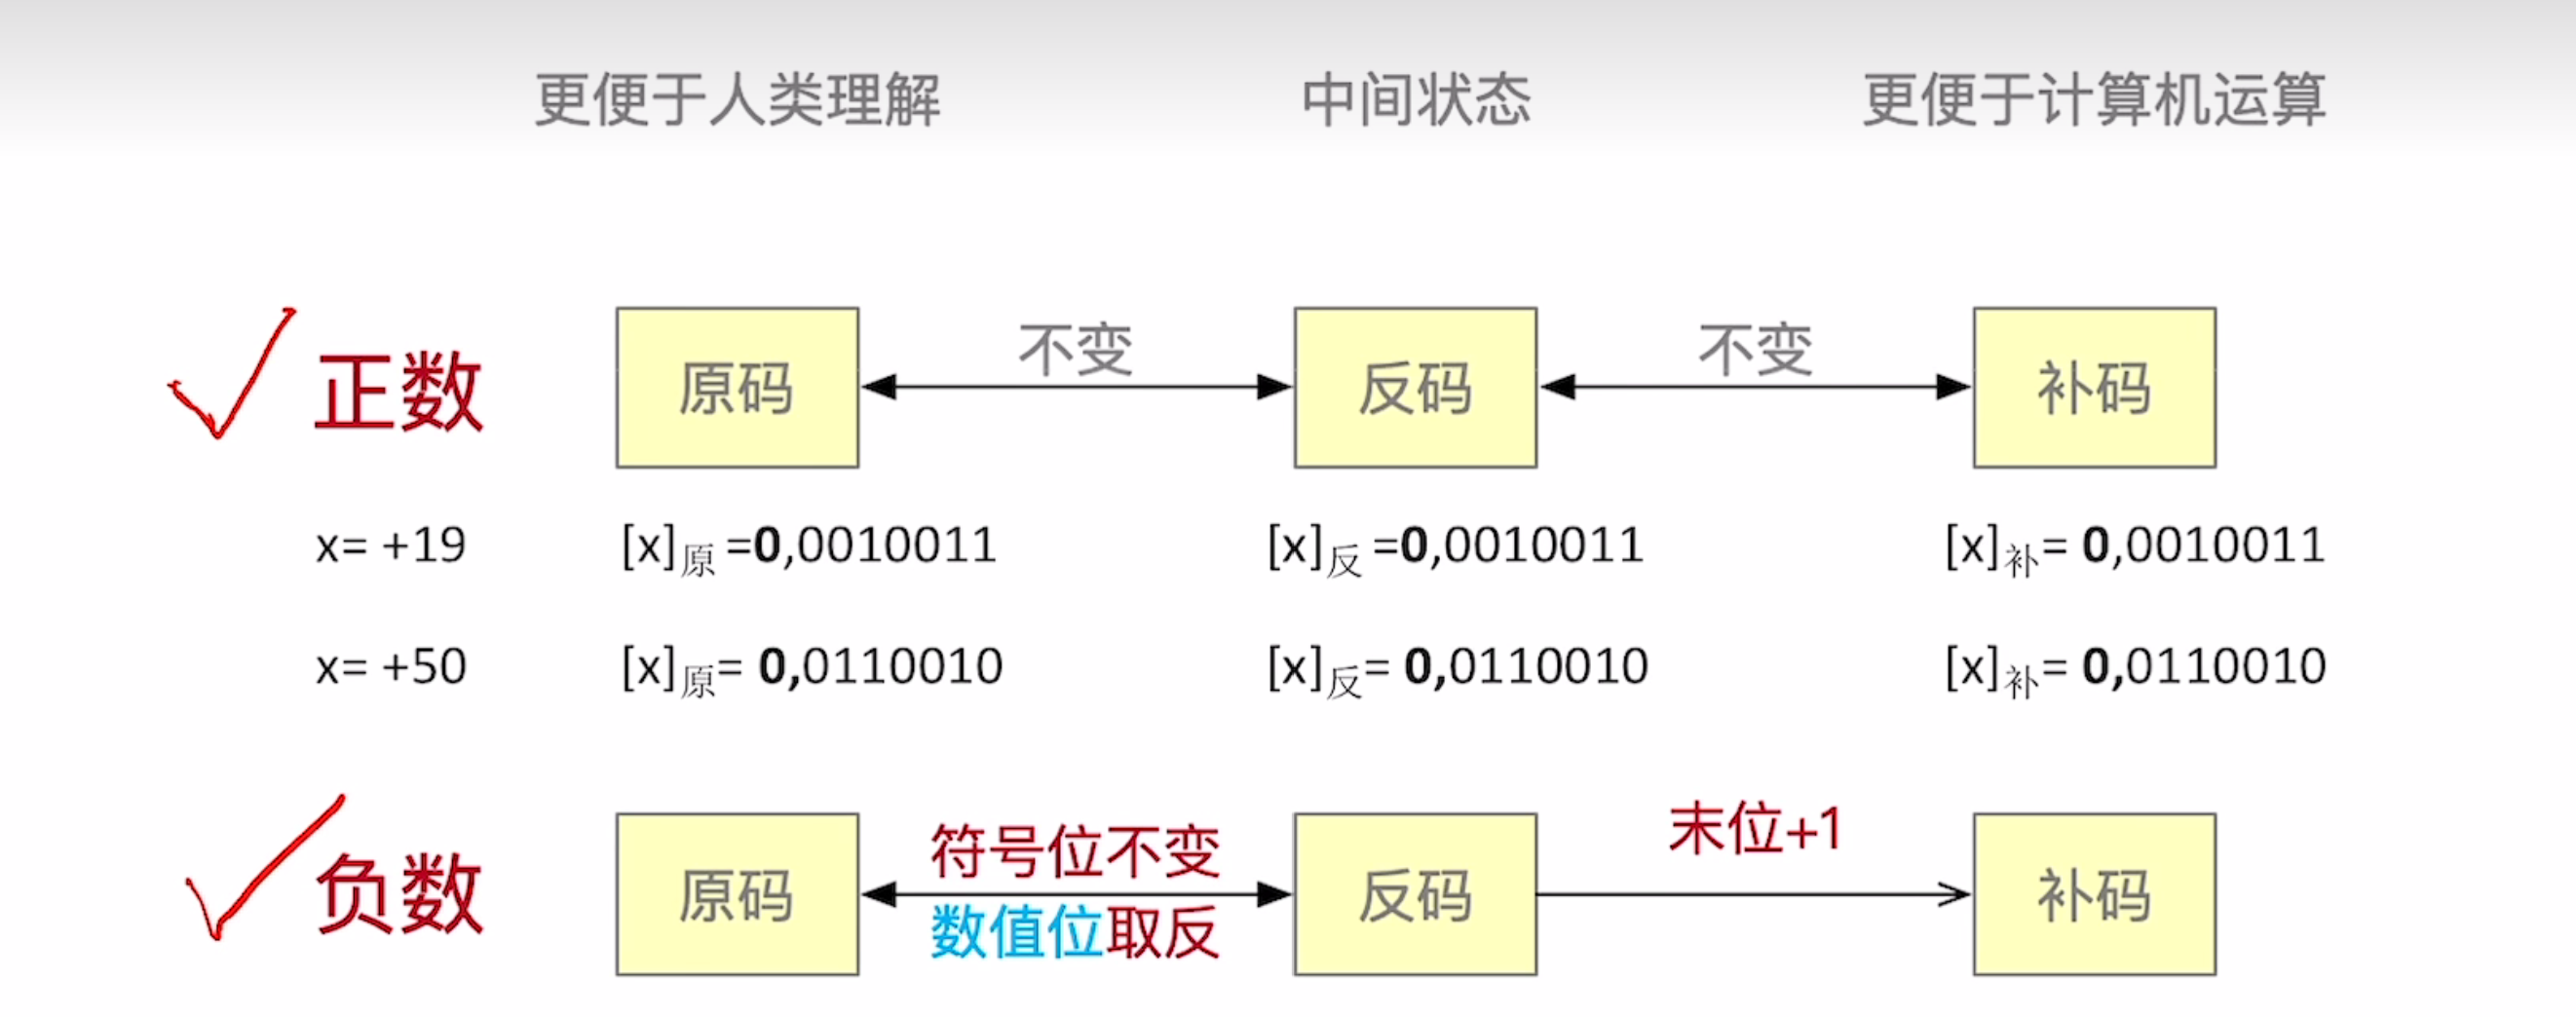 更便于人类理解 中间状态 更便于计算机运算
正数 原码 不变 反码 不变 补码
x= +19 [x]原 =0,0010011 [x]反 =0,0010011 [x]补= 0,0010011
x= +50 [x]原= 0,0110010 [x]反= 0,0110010 [x]补= 0,0110010
负数 原码 符号位不变 反码 末位+1 补码
数值位取反